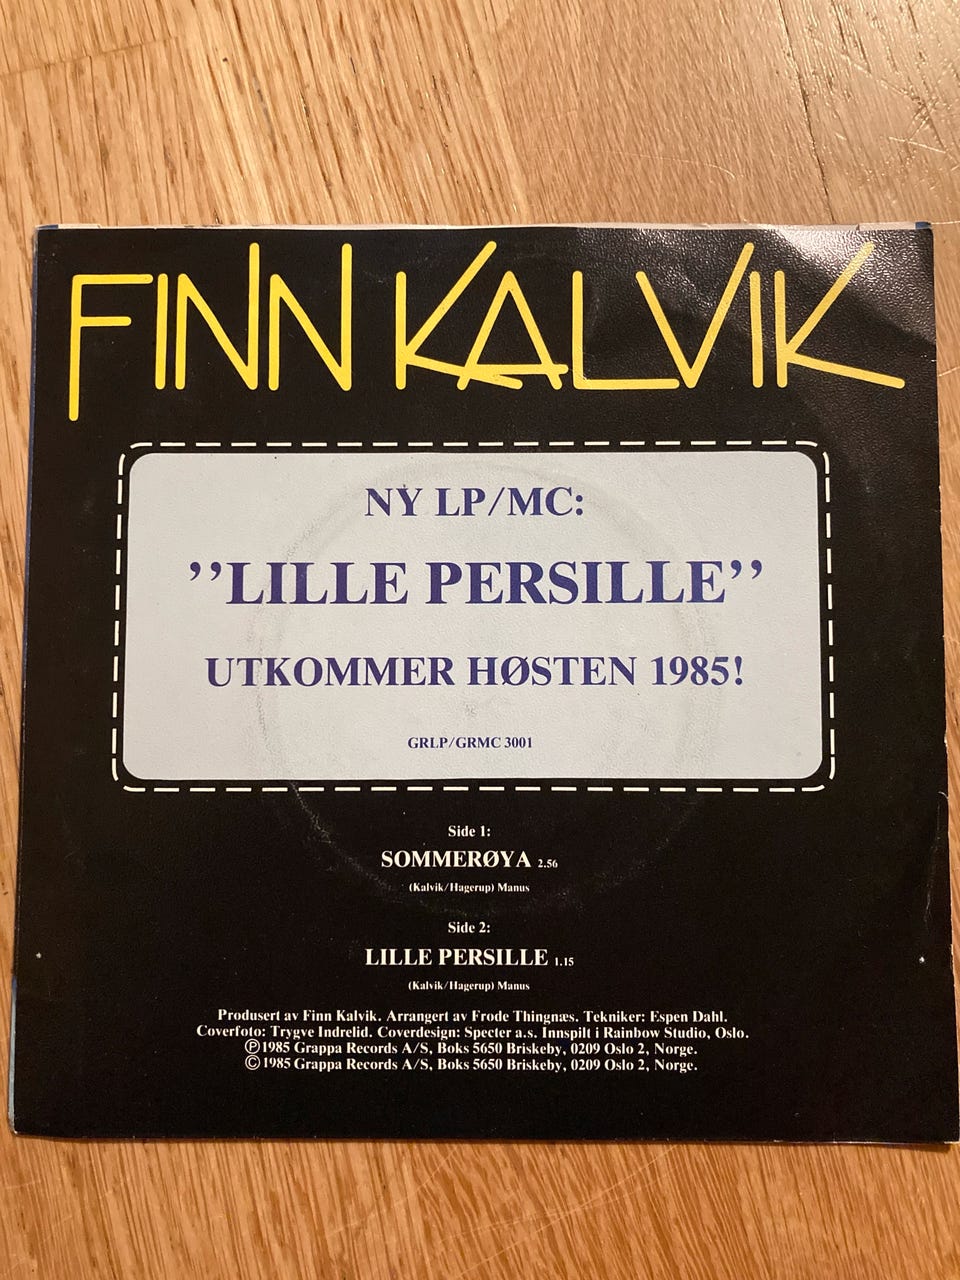 FINN KALVIK
NY LP/MC:
’’LILLE PERSILLE’’
UTKOMMER HØSTEN 1985!
GRLP/GRMC 3001
Side 1:
SOMMERØYA 2.56
(Kalvik/Hagerup) Manus
Side 2:
LILLE PERSILLE 1.15
(Kalvik/Hagerup) Manus
Produsert av Finn Kalvik. Arrangert av Frode Thingnæs. Tekniker: Espen Dahl.
Coverfoto: Trygve Indrelid. Coverdesign: Specter a.s. Innspilt i Rainbow Studio, Oslo.
Ⓟ1985 Grappa Records A/S, Boks 5650 Briskeby, 0209 Oslo 2, Norge.
©1985 Grappa Records A/S, Boks 5650 Briskeby, 0209 Oslo 2, Norge.